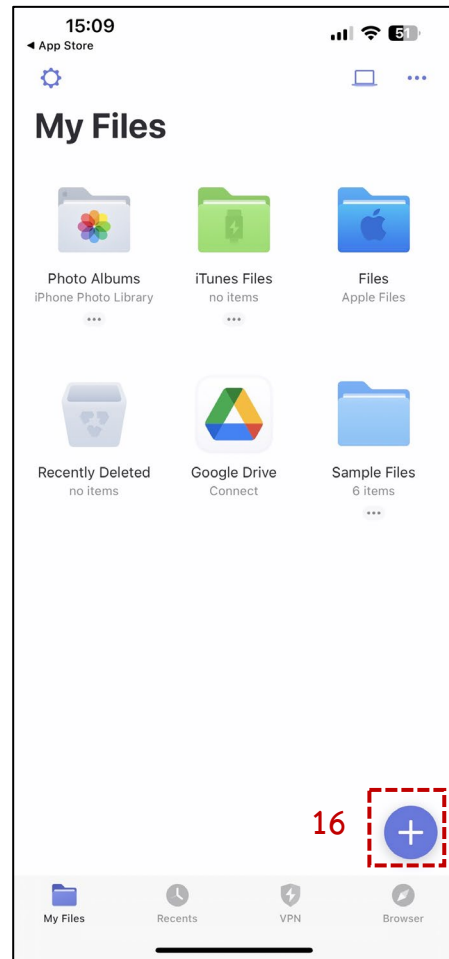 15:09
51
◀ App Store
My Files
Photo Albums
iPhone Photo Library
iTunes Files
no items
Files
Apple Files
Recently Deleted
no items
Google Drive
Connect
Sample Files
6 items
16
My Files
Recents
VPN
Browser